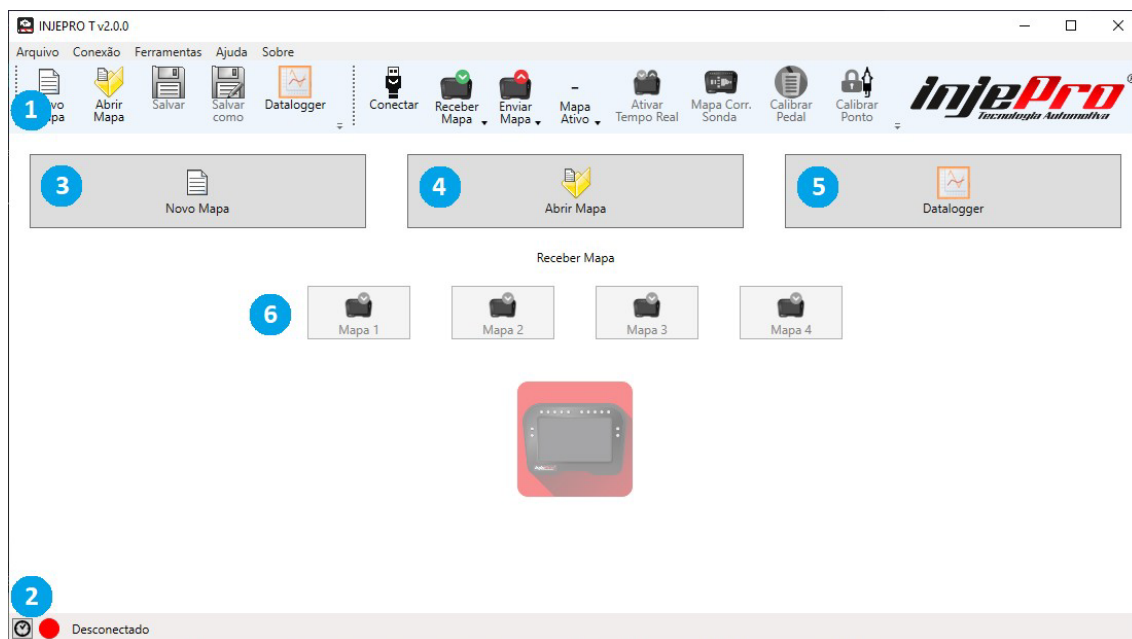 INJEPRO T v2.0.0
Arquivo Conexão Ferramentas Ajuda Sobre
1
Abrir
Mapa
Salvar
Salvar
como
Datalogger
Conectar
Receber
Mapa
Enviar
Mapa
-
Mapa
Ativo
Ativar
Tempo Real
Mapa Corr.
Sonda
Calibrar
Pedal
Calibrar
Ponto
InjePro®
Tecnologia Automotiva
3
Novo Mapa
4
Abrir Mapa
5
Datalogger
Receber Mapa
6
Mapa 1
Mapa 2
Mapa 3
Mapa 4
2
Desconectado